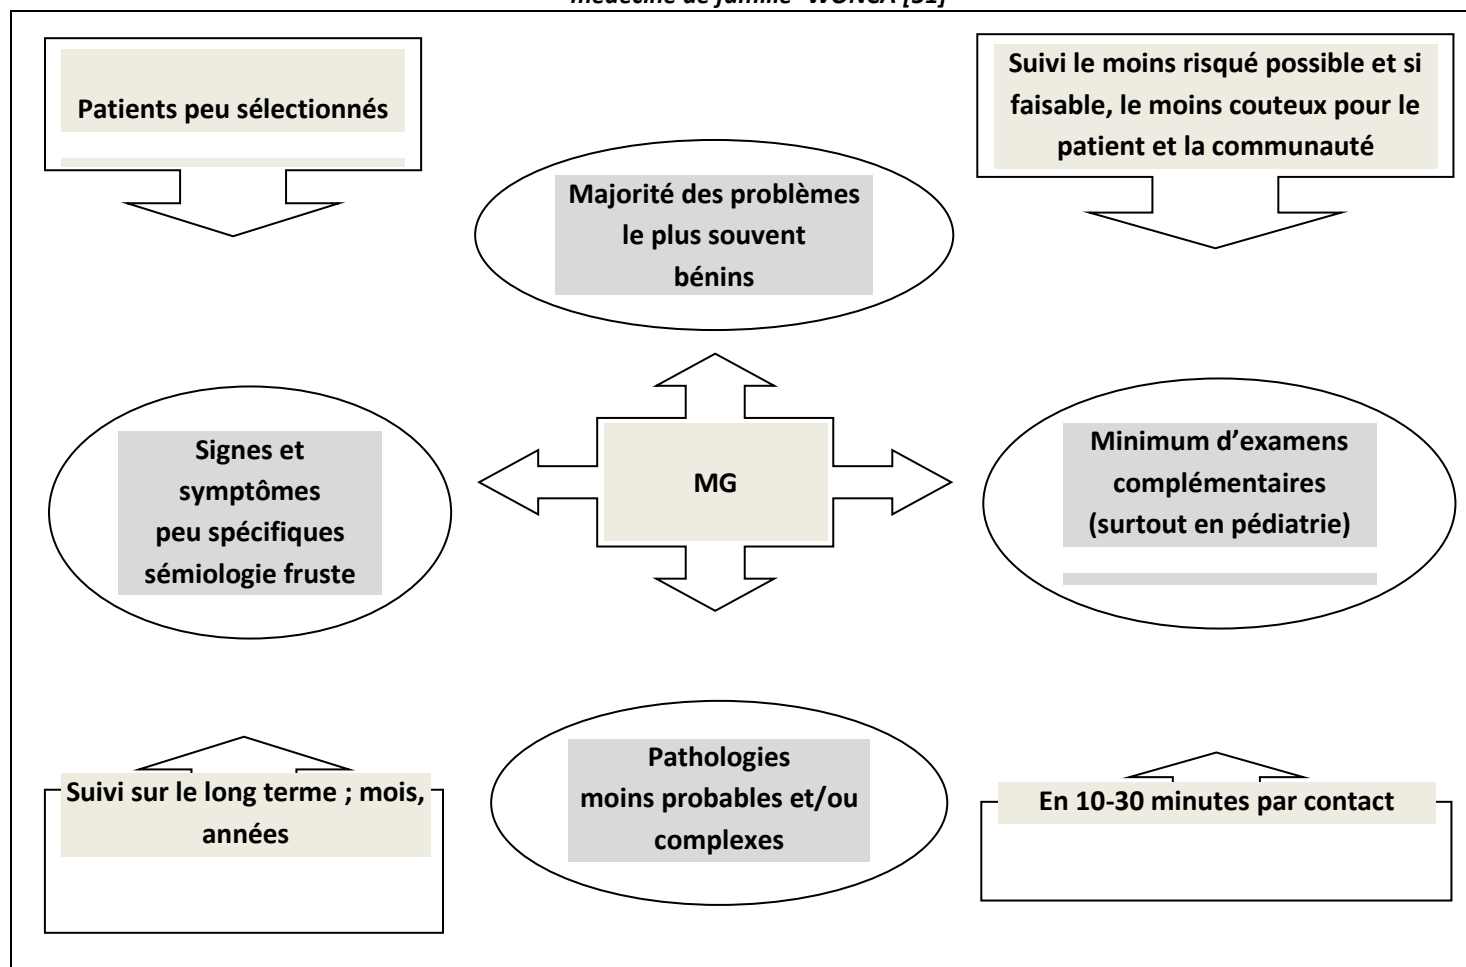 médecine de famille- WONCA [31]
Patients peu sélectionnés
Suivi le moins risqué possible et si
faisable, le moins couteux pour le
patient et la communauté
Majorité des problèmes
le plus souvent
bénins
Signes et
symptômes
peu spécifiques
sémiologie fruste
MG
Minimum d’examens
complémentaires
(surtout en pédiatrie)
Suivi sur le long terme ; mois,
années
Pathologies
moins probables et/ou
complexes
En 10-30 minutes par contact